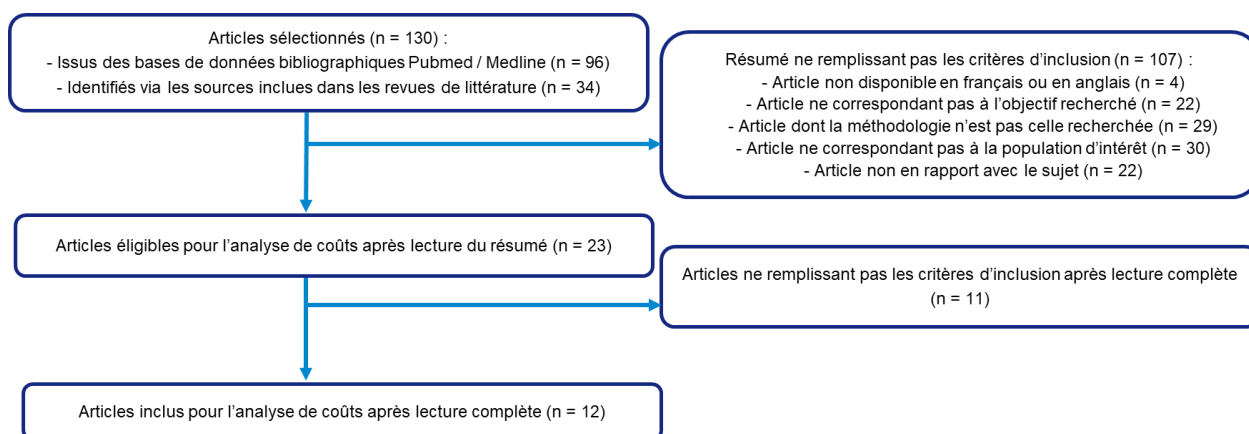 Articles sélectionnés (n = 130) :
- Issus des bases de données bibliographiques Pubmed / Medline (n = 96)
- Identifiés via les sources inclues dans les revues de littérature (n = 34)
Résumé ne remplissant pas les critères d’inclusion (n = 107) :
- Article non disponible en français ou en anglais (n = 4)
- Article ne correspondant pas à l’objectif recherché (n = 22)
- Article dont la méthodologie n’est pas celle recherchée (n = 29)
- Article ne correspondant pas à la population d’intérêt (n = 30)
- Article non en rapport avec le sujet (n = 22)
Articles éligibles pour l’analyse de coûts après lecture du résumé (n = 23)
Articles ne remplissant pas les critères d’inclusion après lecture complète
(n = 11)
Articles inclus pour l’analyse de coûts après lecture complète (n = 12)